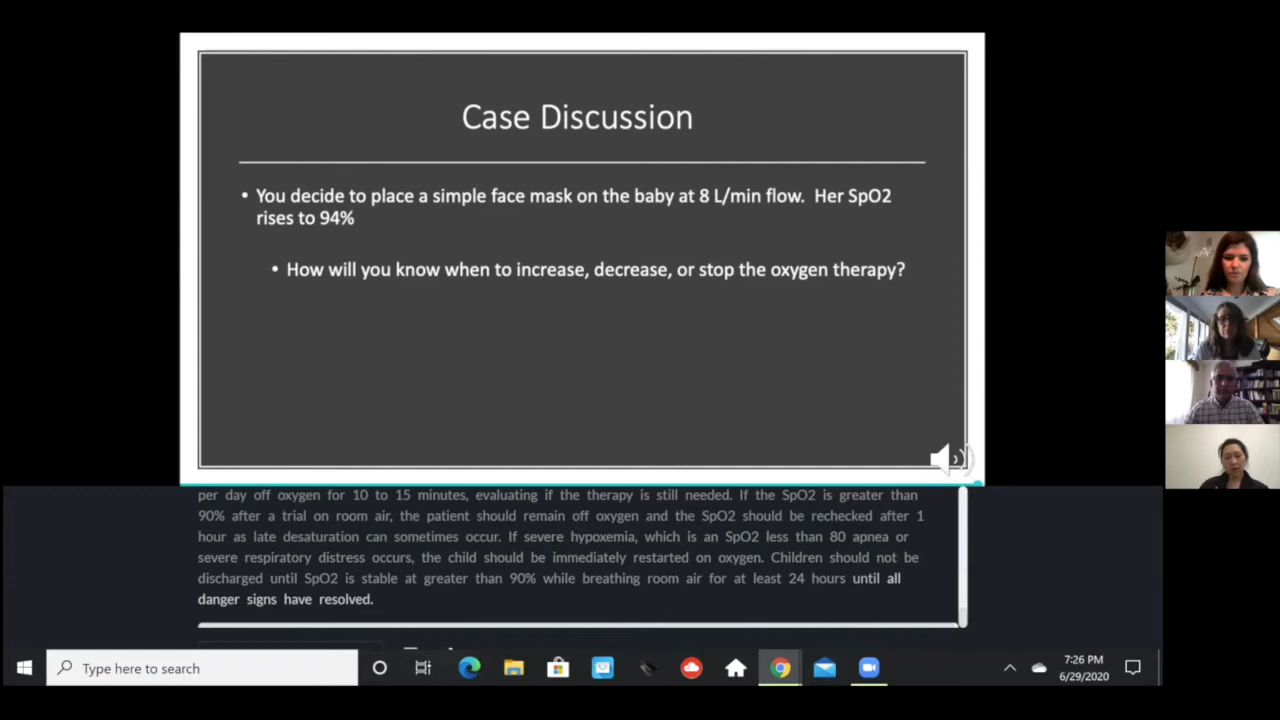 Case Discussion
• You decide to place a simple face mask on the baby at 8 L/min flow.  Her SpO2
rises to 94%
• How will you know when to increase, decrease, or stop the oxygen therapy?
per day off oxygen for 10 to 15 minutes, evaluating if the therapy is still needed. If the SpO2 is greater than
90% after a trial on room air, the patient should remain off oxygen and the SpO2 should be rechecked after 1
hour as late desaturation can sometimes occur. If severe hypoxemia, which is an SpO2 less than 80 apnea or
severe respiratory distress occurs, the child should be immediately restarted on oxygen. Children should not be
discharged until SpO2 is stable at greater than 90% while breathing room air for at least 24 hours until all
danger signs have resolved.
Type here to search
7:26 PM
6/29/2020